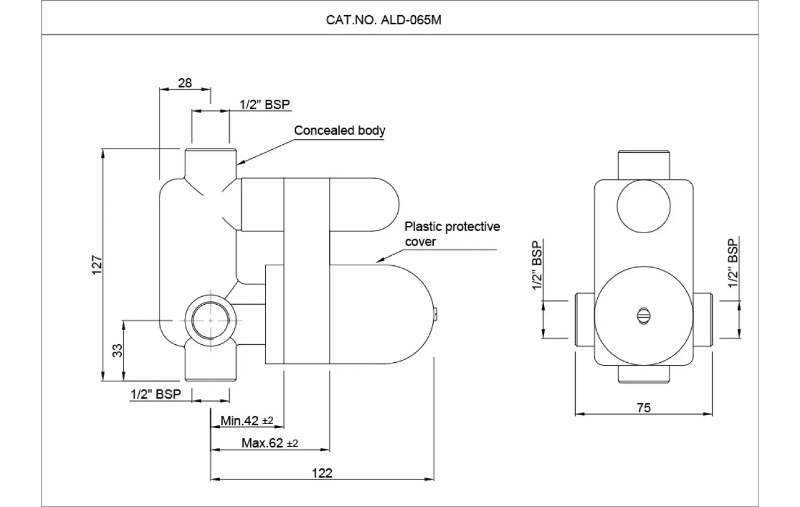 CAT.NO. ALD-065M
28
1/2" BSP
Concealed body
Plastic protective
cover
127
33
1/2" BSP
Min.42 ±2
Max.62 ±2
122
1/2" BSP
1/2" BSP
75